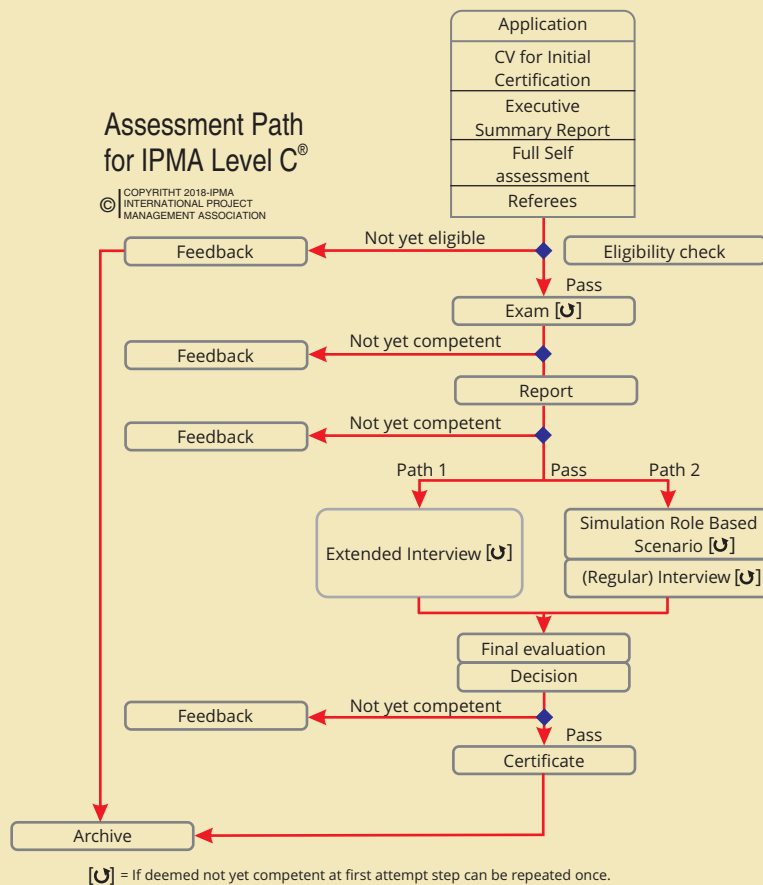 Application
CV for Initial
Certification
Executive
Summary Report
Full Self
assessment
Referees
Assessment Path
for IPMA Level C®
© COPYRITHT 2018-IPMA
INTERNATIONAL PROJECT
MANAGEMENT ASSOCIATION
Feedback
Not yet eligible
Eligibility check
Pass
Exam [↺]
Feedback
Not yet competent
Report
Feedback
Not yet competent
Path 1
Pass
Path 2
Extended Interview [↺]
Simulation Role Based
Scenario [↺]
(Regular) Interview [↺]
Final evaluation
Decision
Feedback
Not yet competent
Pass
Certificate
Archive
[↺] = If deemed not yet competent at first attempt step can be repeated once.